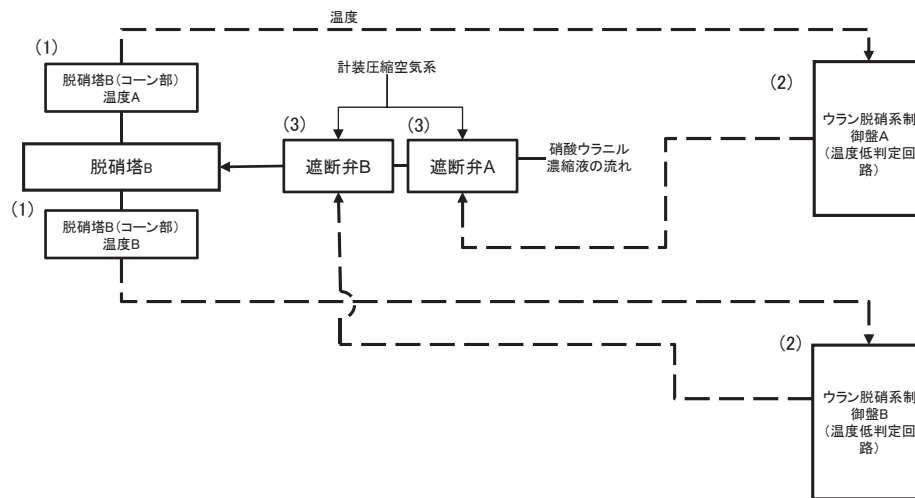 温度
(1)
脱硝塔B(コーン部)
温度A
計装圧縮空気系
(2)
ウラン脱硝系制
御盤A
(温度低判定回
路)
(3)
(3)
脱硝塔B
遮断弁B
遮断弁A
硝酸ウラニル
濃縮液の流れ
(1)
脱硝塔B(コーン部)
温度B
(2)
ウラン脱硝系制
御盤B
(温度低判定回
路)